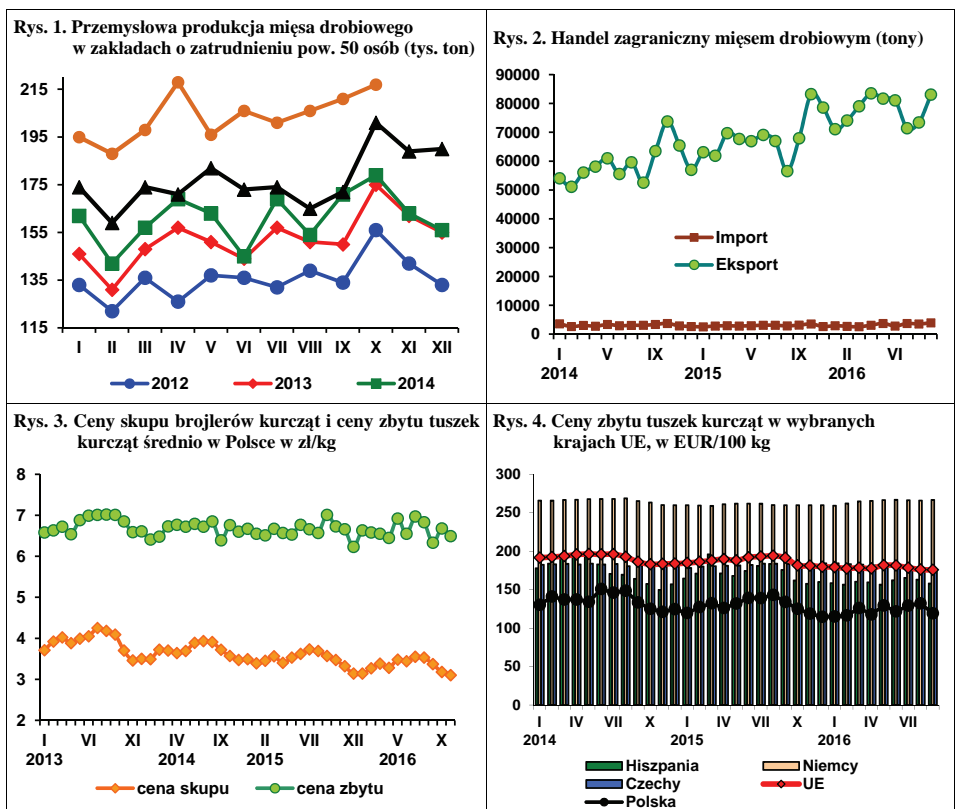 Rys. 1. Przemysłowa produkcja mięsa drobiowego
w zakładach o zatrudnieniu pow. 50 osób (tys. ton)
215
195
175
155
135
115
I II III IV V VI VII VIII IX X XI XII
2012 2013 2014
Rys. 2. Handel zagraniczny mięsem drobiowym (tony)
90000
80000
70000
60000
50000
40000
30000
20000
10000
0
Import
Eksport
I V IX I V IX I II VI
2014 2015 2016
Rys. 3. Ceny skupu brojlerów kurcząt i ceny zbytu tuszek
kurcząt średnio w Polsce w zł/kg
8
7
6
5
4
3
2
I VI XI IV IX II VII XII V X
2013 2014 2015 2016
cena skupu cena zbytu
Rys. 4. Ceny zbytu tuszek kurcząt w wybranych
krajach UE, w EUR/100 kg
300
250
200
150
100
50
0
I IV VII X I IV VII X I IV VII
2014 2015 2016
Hiszpania Niemcy
Czechy UE
Polska